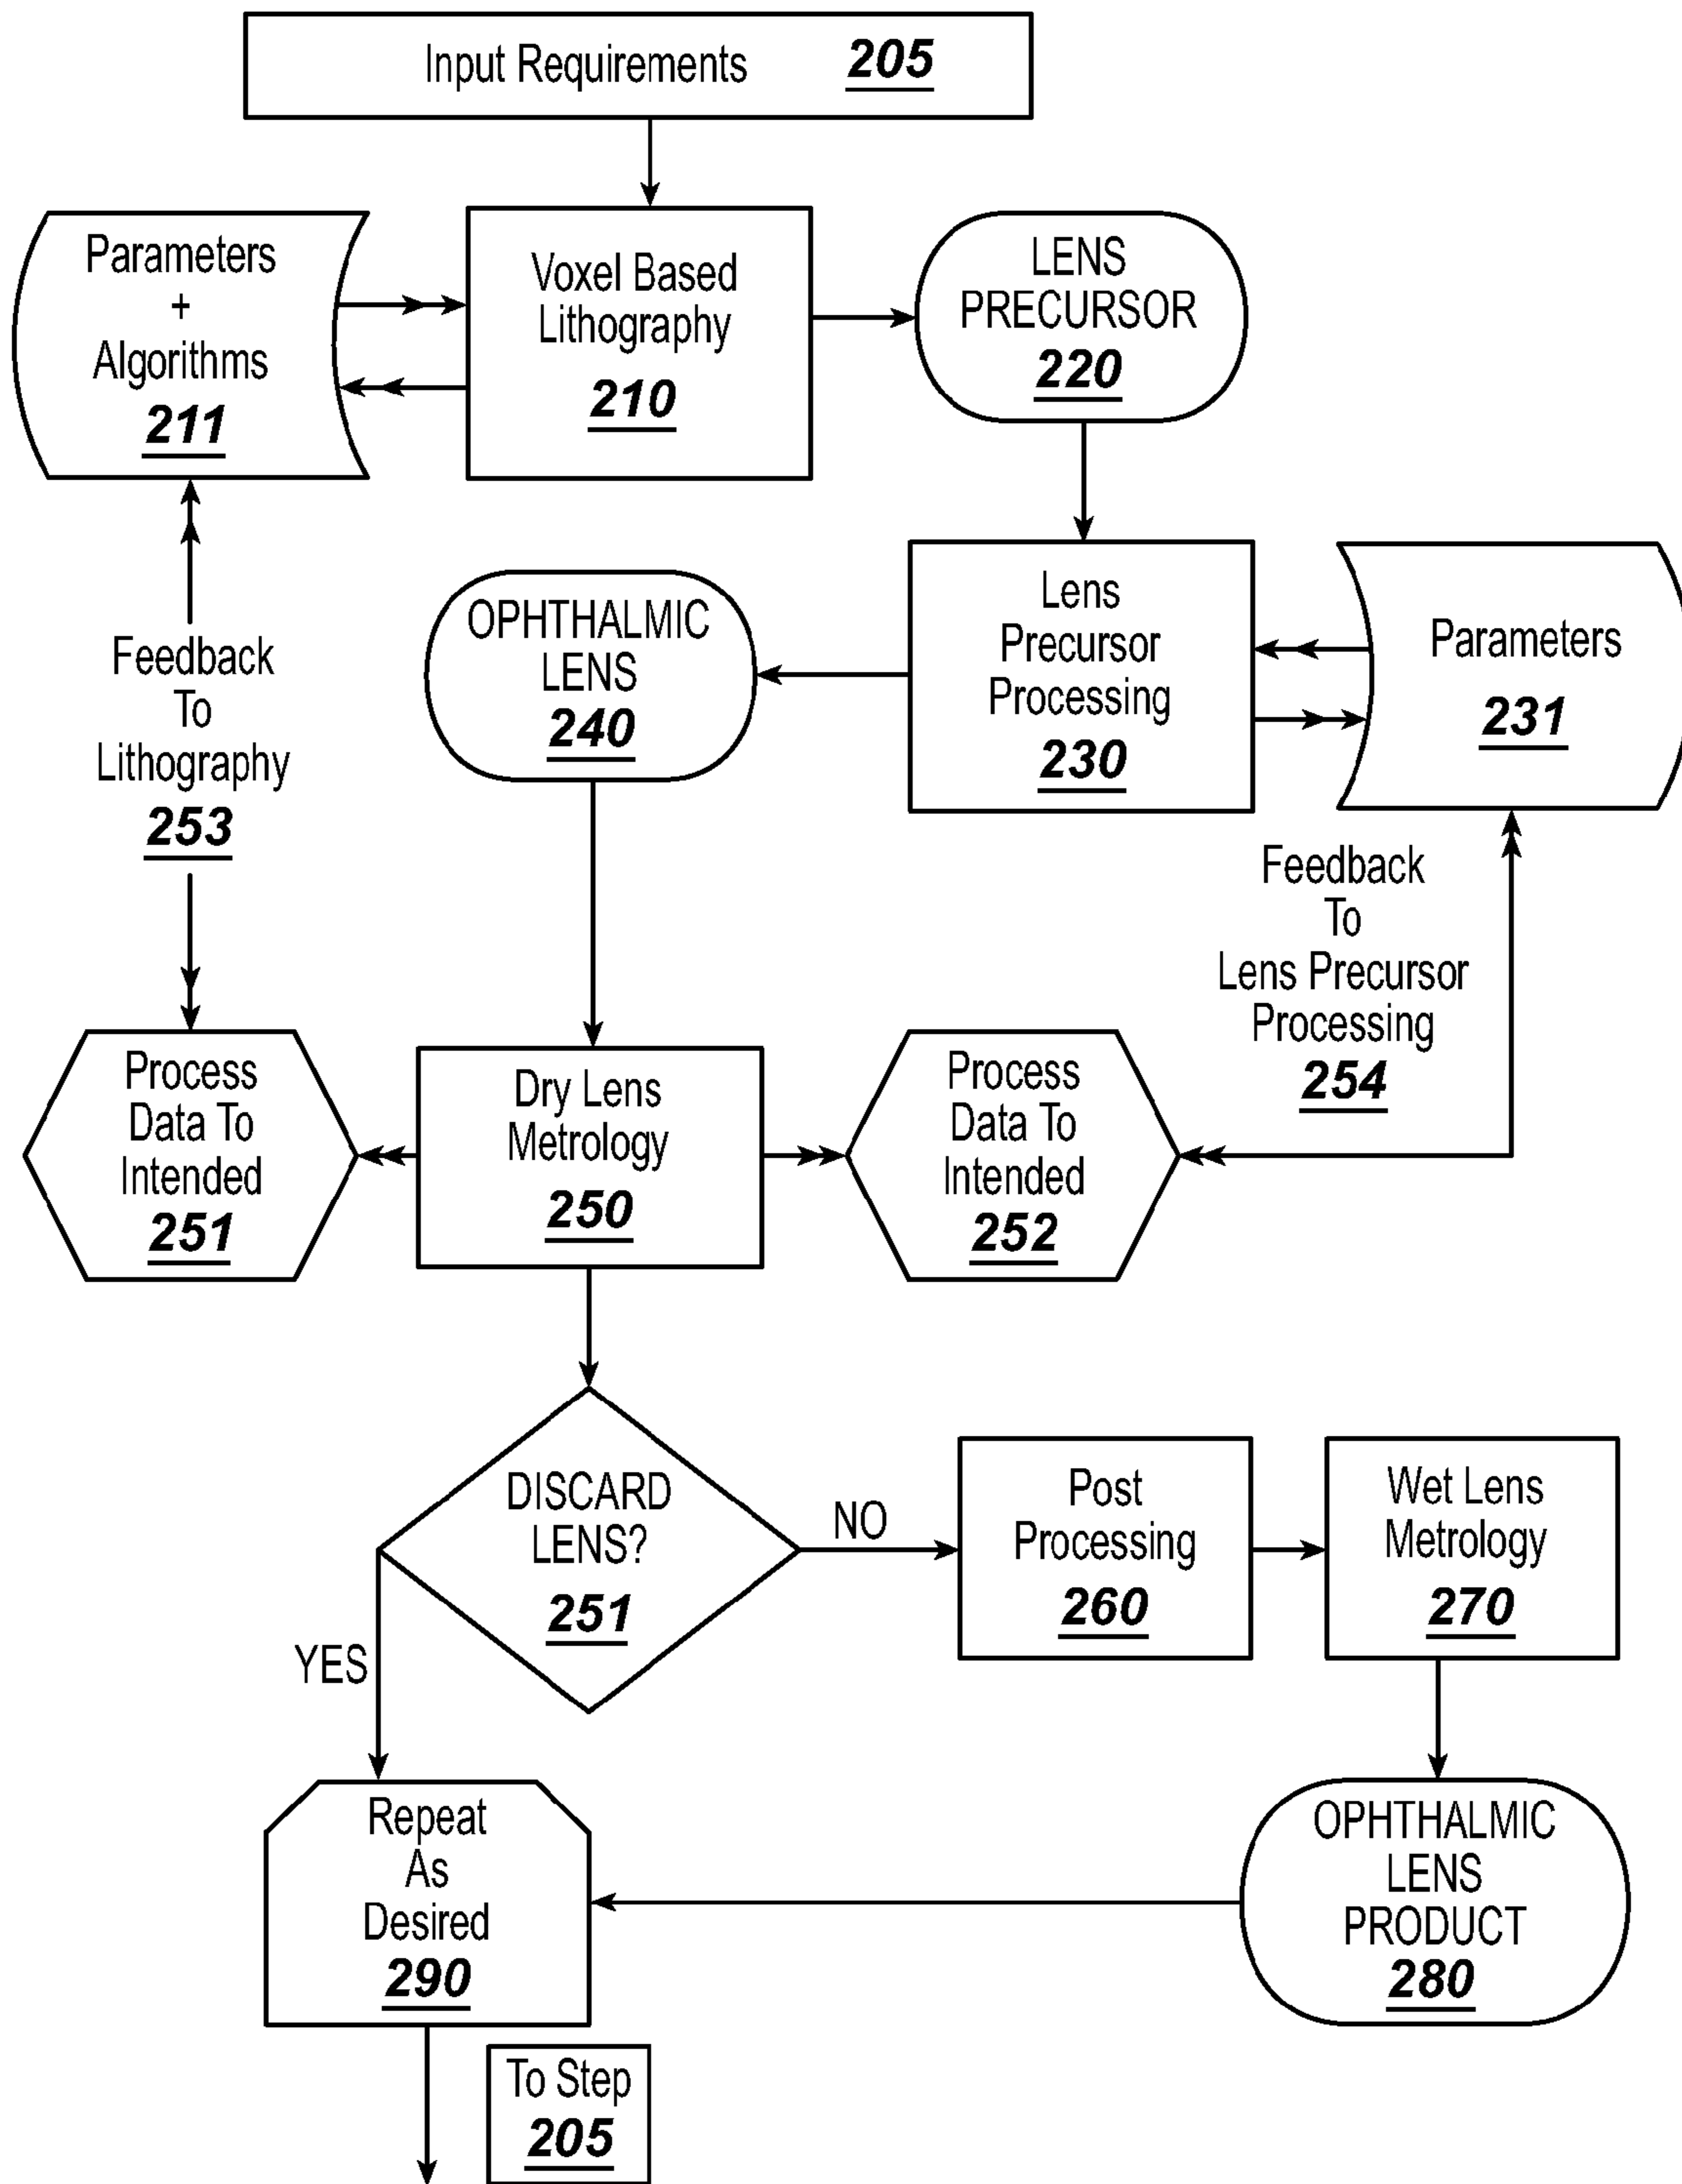 Input Requirements 205
Parameters
+
Algorithms
211
Voxel Based
Lithography
210
LENS
PRECURSOR
220
Lens
Precursor
Processing
230
Parameters
231
OPHTHALMIC
LENS
240
Feedback
To
Lithography
253
Feedback
To
Lens Precursor
Processing
254
Process
Data To
Intended
251
Dry Lens
Metrology
250
Process
Data To
Intended
252
DISCARD
LENS?
251
NO
YES
Post
Processing
260
Wet Lens
Metrology
270
Repeat
As
Desired
290
OPHTHALMIC
LENS
PRODUCT
280
To Step
205